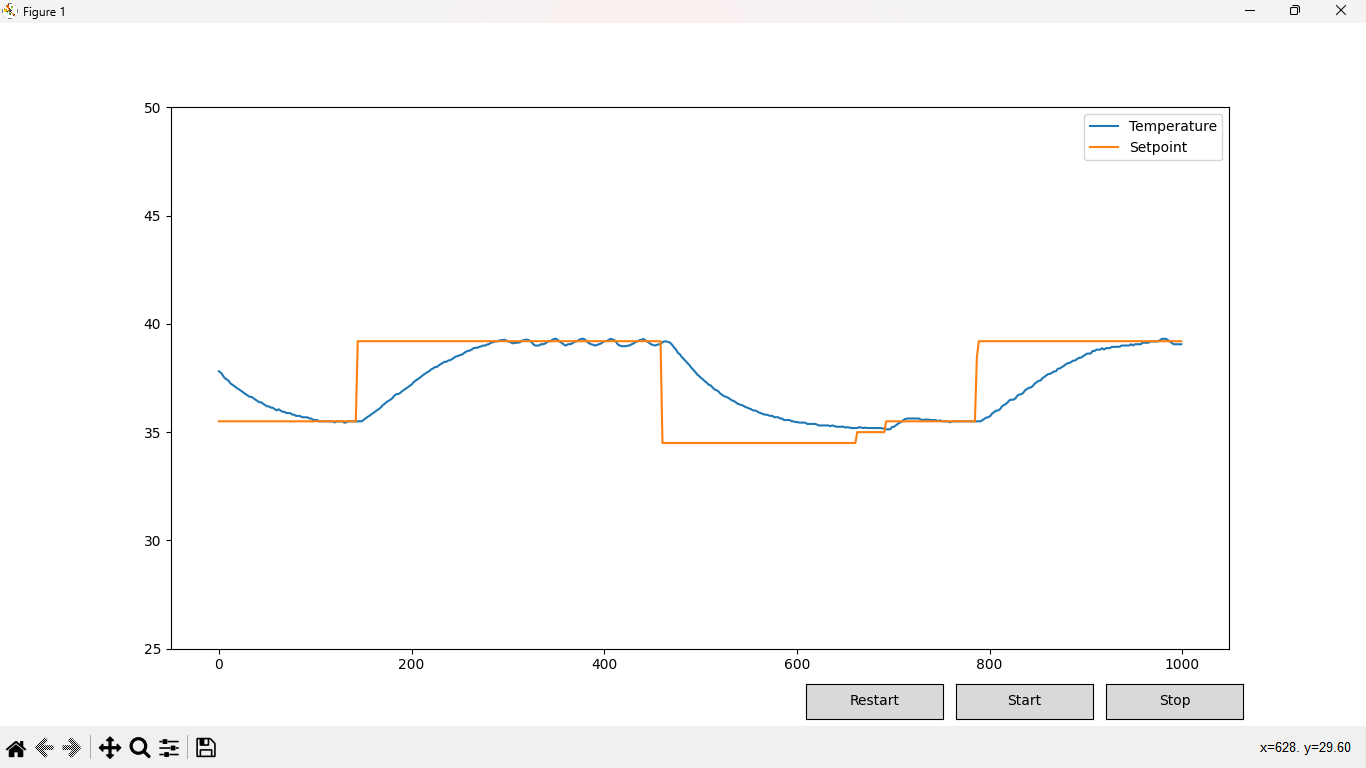 Figure 1
50
Temperature
Setpoint
45
40
35
30
25
0 200 400 600 800 1000
Restart Start Stop
x=628. y=29.60